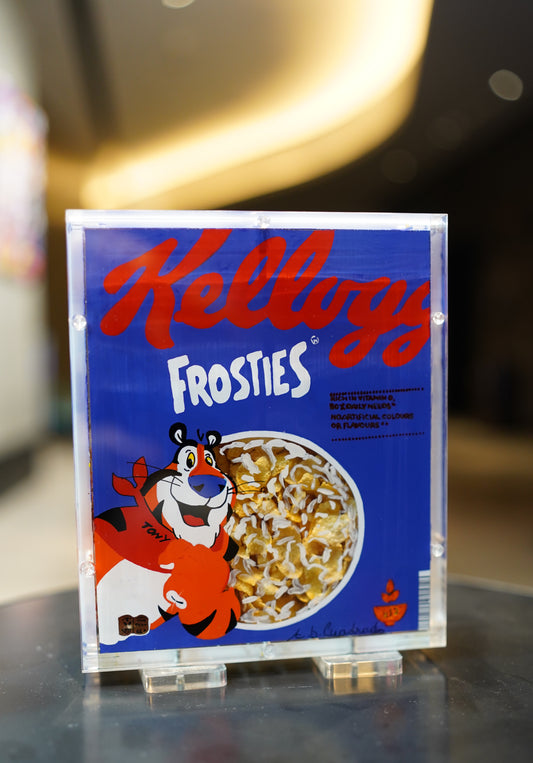 Kellogg
FROSTIES
RICH IN VITAMIN D,
NO ARTIFICIAL COLOURS
OR FLAVOURS
TONY